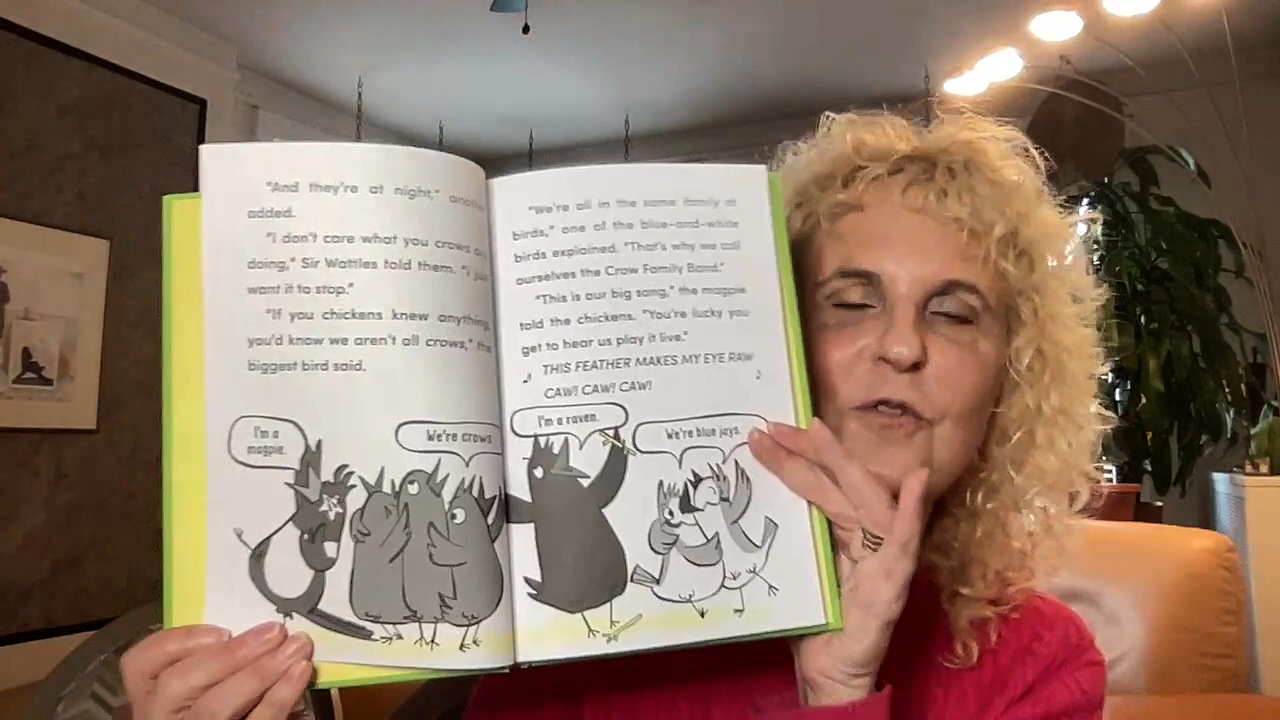 "And they're at night," another
added.
"I don't care what you crows are
doing," Sir Wattles told them. "I just
want it to stop."
"If you chickens knew anything,
you'd know we aren't all crows," the
biggest bird said.
I'm a
magpie.
We're crows
"We're all in the same family of
birds," one of the blue-and-white
birds explained. "That's why we call
ourselves the Crow Family Band."
"This is our big song," the magpie
told the chickens. "You're lucky you
get to hear us play it live."
THIS FEATHER MAKES MY EYE RAW
CAW! CAW! CAW!
I'm a raven.
We're blue jays.